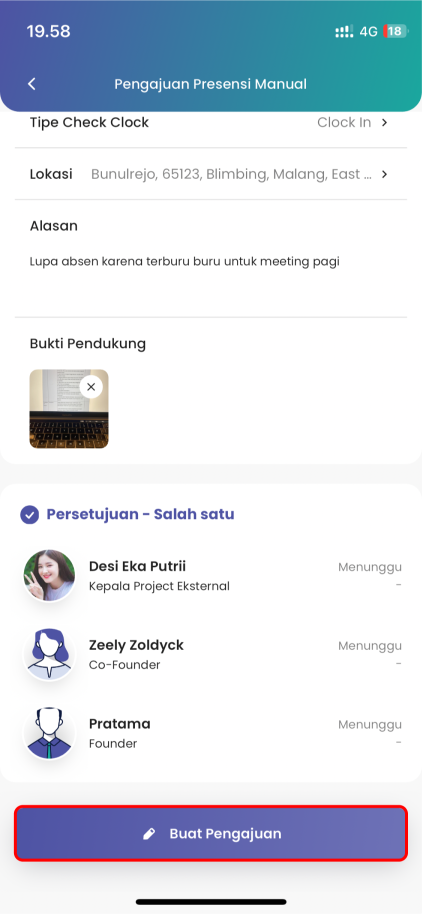 19.58
4G
18
Pengajuan Presensi Manual
Tipe Check Clock
Clock In
Lokasi
Bunulrejo, 65123, Blimbing, Malang, East ...
Alasan
Lupa absen karena terburu buru untuk meeting pagi
Bukti Pendukung
Persetujuan - Salah satu
Desi Eka Putrii
Menunggu
Kepala Project Eksternal
-
Zeely Zoldyck
Menunggu
Co-Founder
-
Pratama
Menunggu
Founder
-
Buat Pengajuan